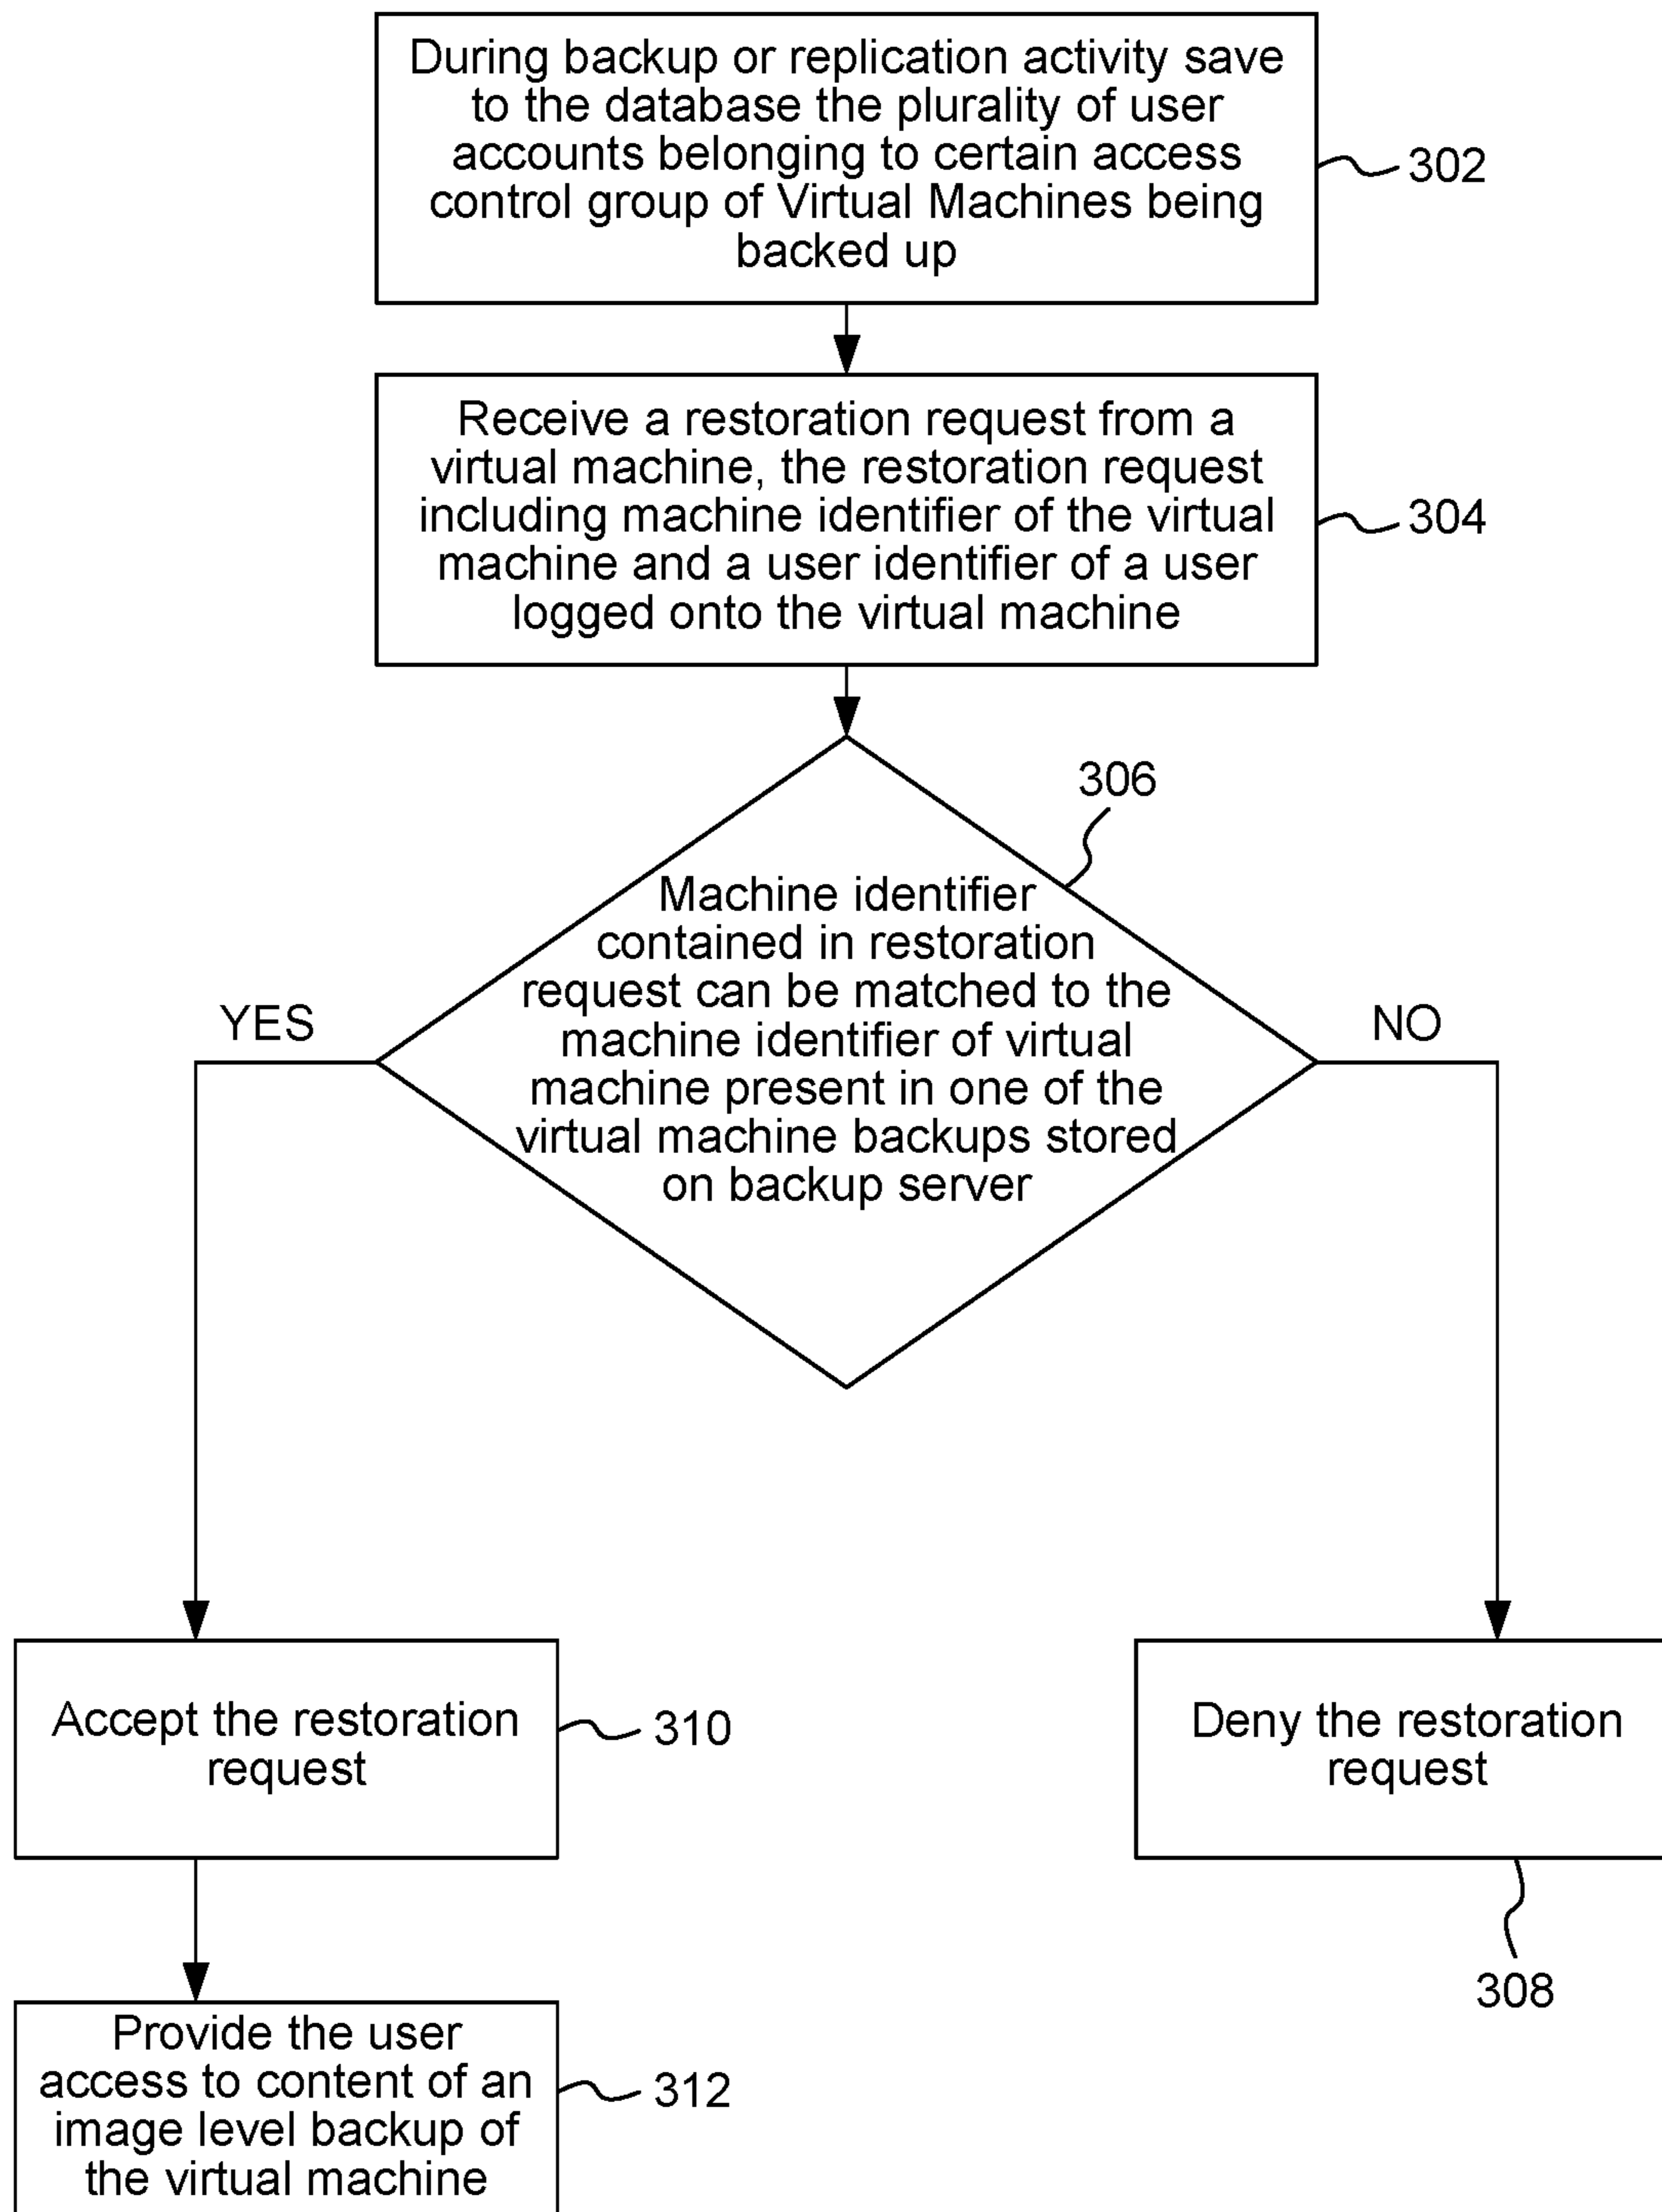 During backup or replication activity save
to the database the plurality of user
accounts belonging to certain access
control group of Virtual Machines being
backed up
302
Receive a restoration request from a
virtual machine, the restoration request
including machine identifier of the virtual
machine and a user identifier of a user
logged onto the virtual machine
304
306
Machine identifier
contained in restoration
request can be matched to the
machine identifier of virtual
machine present in one of the
virtual machine backups stored
on backup server
YES
NO
Accept the restoration
request
310
Deny the restoration
request
308
Provide the user
access to content of an
image level backup of
the virtual machine
312